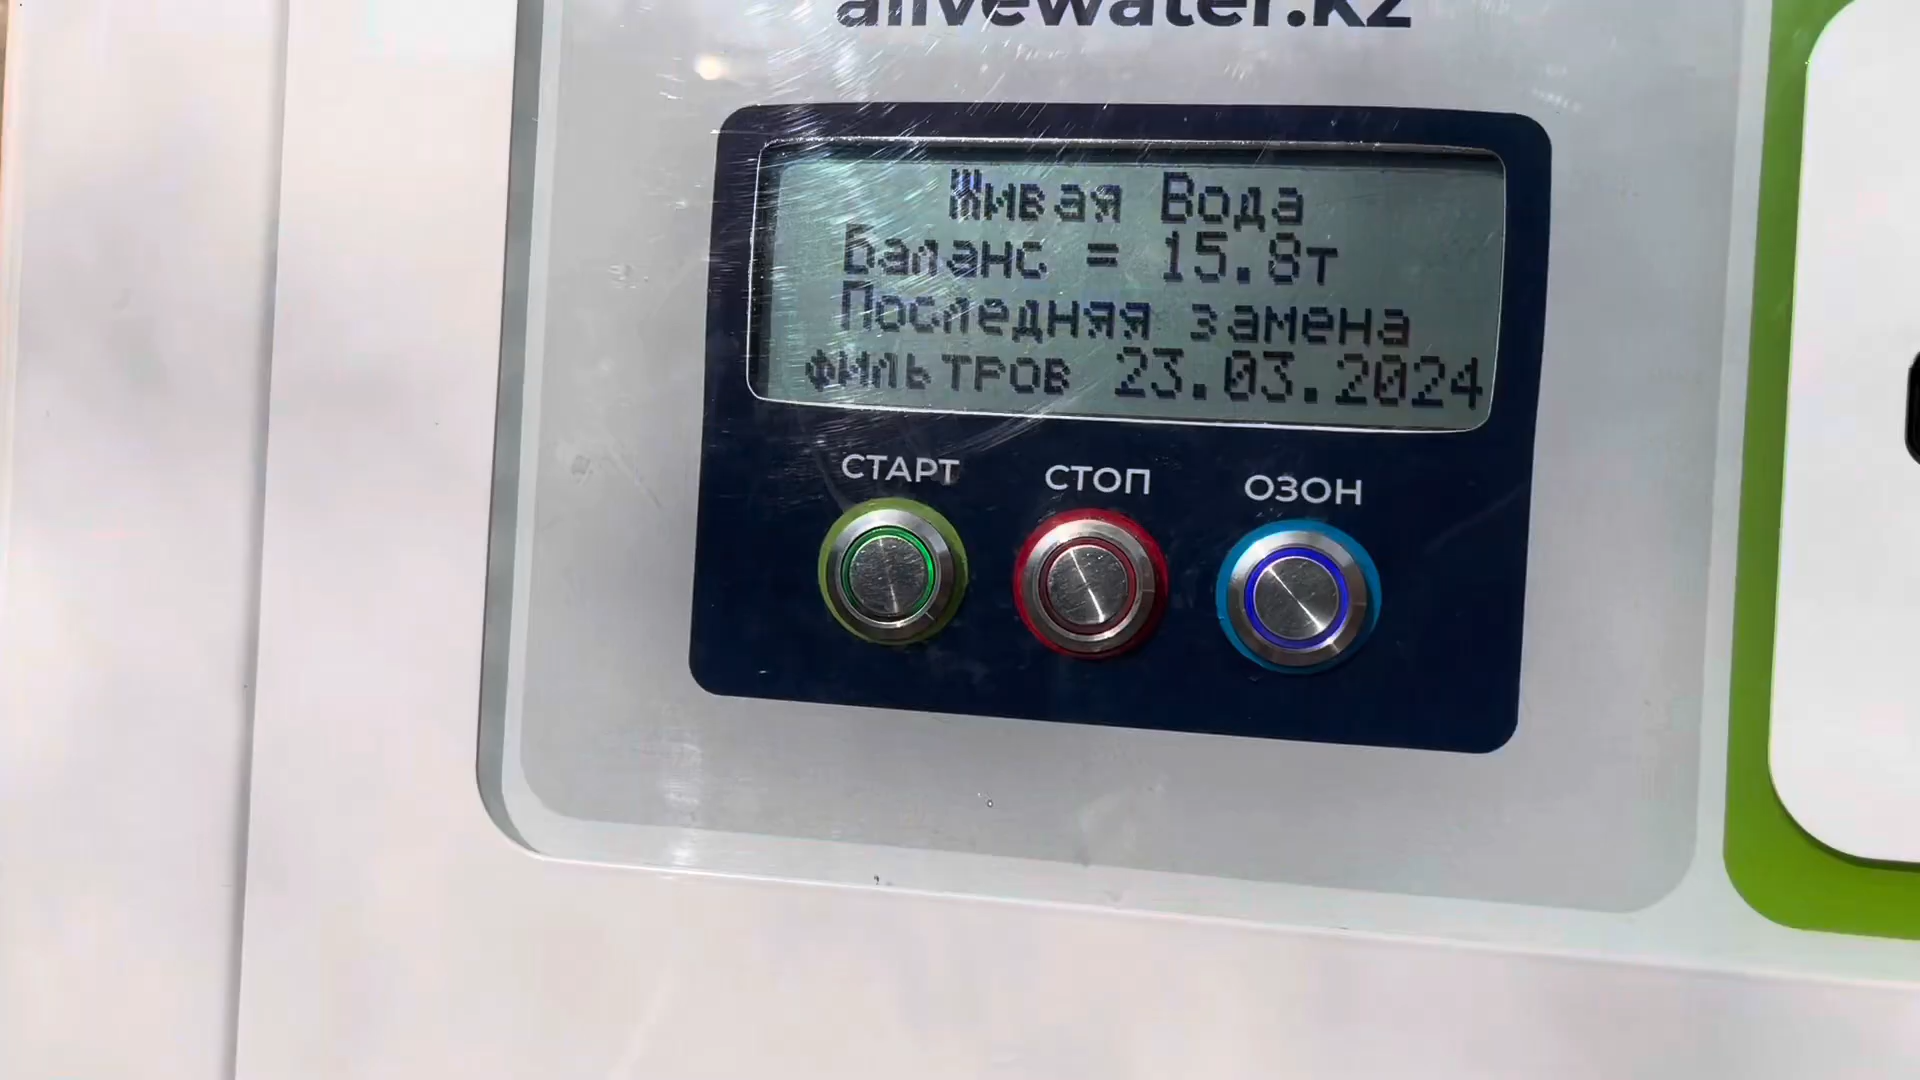 alivewater.kz
Живая Вода
Баланс = 15.8т
Последняя замена
фильтров 23.03.2024
СТАРТ СТОП ОЗОН